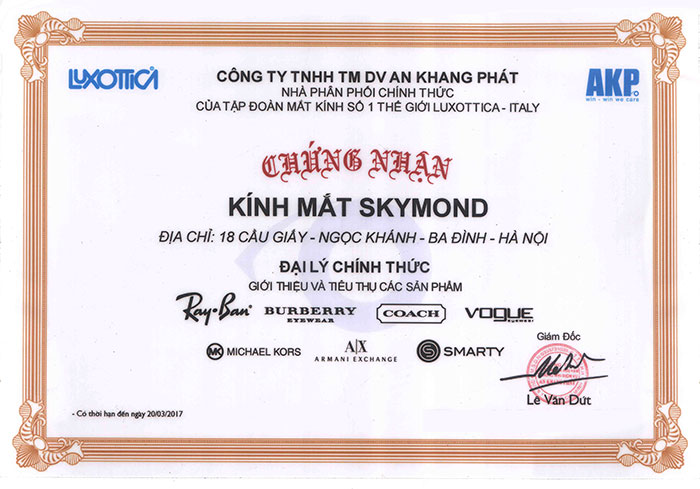 LUXOTTICA
AKP
win - win we care
CÔNG TY TNHH TM DV AN KHANG PHÁT
NHÀ PHÂN PHỐI CHÍNH THỨC
CỦA TẬP ĐOÀN MẮT KÍNH SỐ 1 THẾ GIỚI LUXOTTICA - ITALY
CHỨNG NHẬN
KÍNH MẮT SKYMOND
ĐỊA CHỈ: 18 CẦU GIẤY - NGỌC KHÁNH - BA ĐÌNH - HÀ NỘI
ĐẠI LÝ CHÍNH THỨC
GIỚI THIỆU VÀ TIÊU THỤ CÁC SẢN PHẨM
Ray-Ban BURBERRY COACH VOGUE
EYEWEAR
MK MICHAEL KORS A|X S SMARTY
ARMANI EXCHANGE
Giám Đốc
Lê Văn Dứt
- Có thời hạn đến ngày 20/03/2017